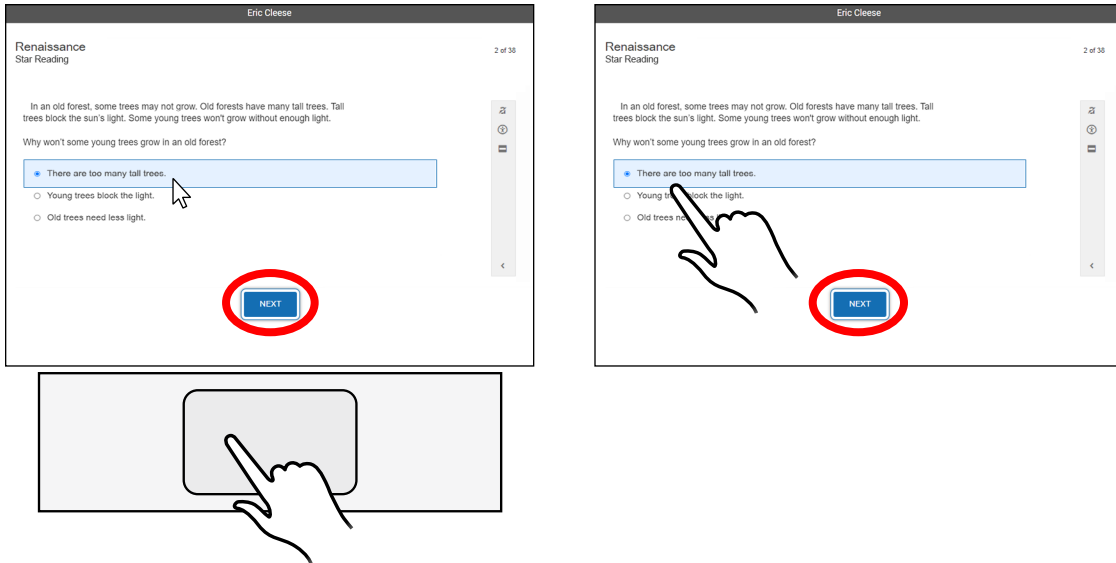 Eric Cleese
Renaissance
Star Reading
2 of 38
In an old forest, some trees may not grow. Old forests have many tall trees. Tall
trees block the sun's light. Some young trees won't grow without enough light.
Why won't some young trees grow in an old forest?
There are too many tall trees.
Young trees block the light.
Old trees need less light.
NEXT
Eric Cleese
Renaissance
Star Reading
2 of 38
In an old forest, some trees may not grow. Old forests have many tall trees. Tall
trees block the sun's light. Some young trees won't grow without enough light.
Why won't some young trees grow in an old forest?
There are too many tall trees.
Young block the light.
Old trees
NEXT